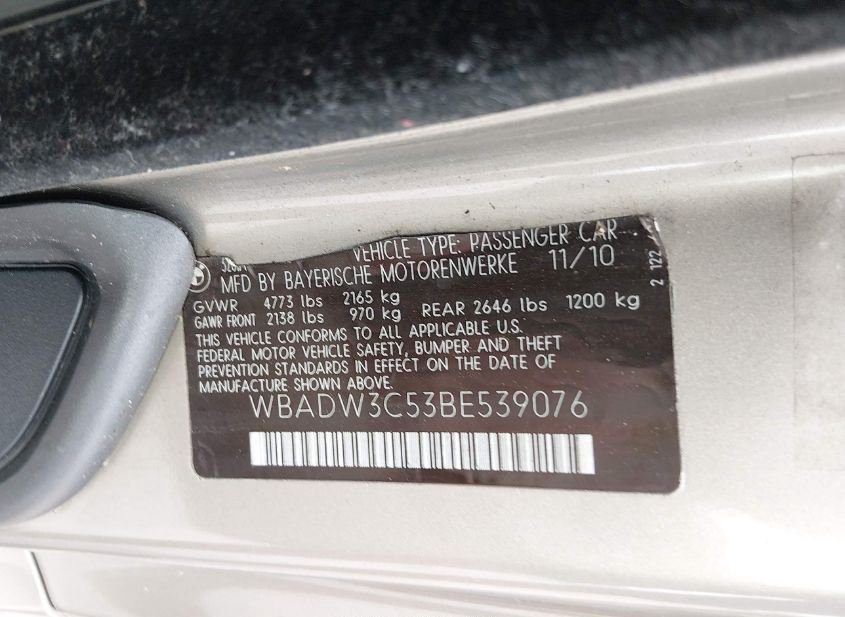 VEHICLE TYPE: PASSENGER CAR
MFD BY BAYERISCHE MOTORENWERKE 11/10
GVWR 4773 lbs 2165 kg
GAWR FRONT 2138 lbs 970 kg REAR 2646 lbs 1200 kg
THIS VEHICLE CONFORMS TO ALL APPLICABLE U.S.
FEDERAL MOTOR VEHICLE SAFETY, BUMPER AND THEFT
PREVENTION STANDARDS IN EFFECT ON THE DATE OF
MANUFACTURE SHOWN ABOVE.
WBADW3C53BE539076
2 122